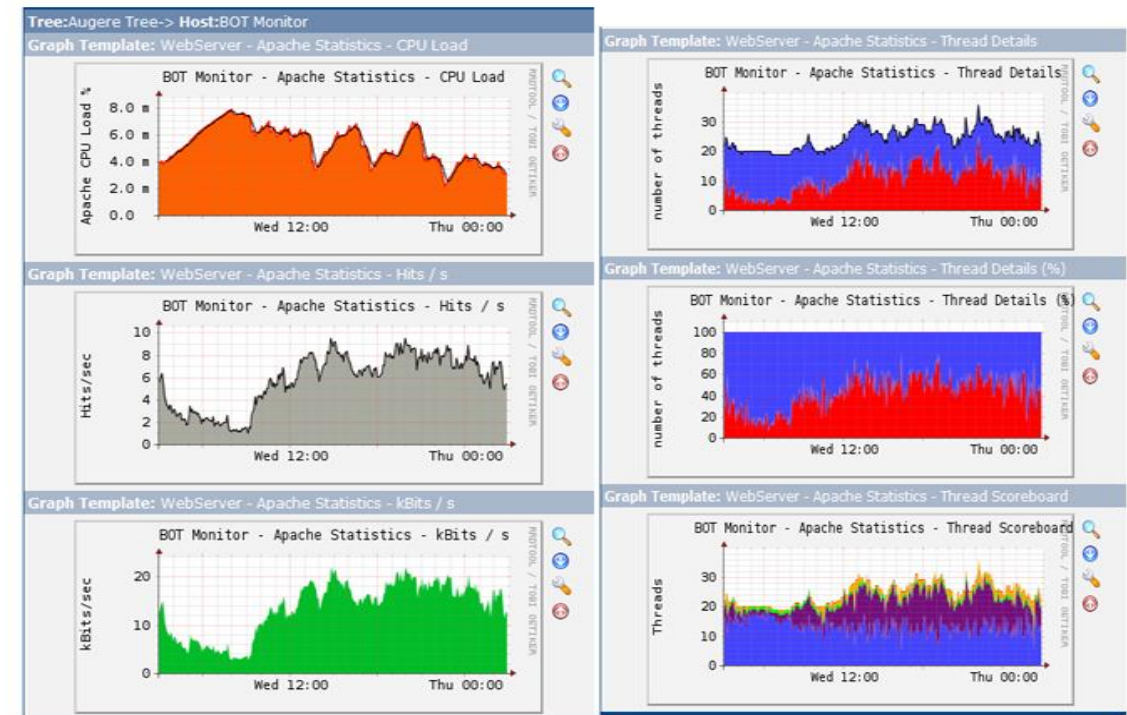 Tree:Augere Tree-> Host:BOT Monitor
Graph Template: WebServer - Apache Statistics - CPU Load
BOT Monitor - Apache Statistics - CPU Load
RRDTOOL / TOBI OETIKER
Apache CPU Load %
8.0 m
6.0 m
4.0 m
2.0 m
0.0
Wed 12:00
Thu 00:00
Graph Template: WebServer - Apache Statistics - Hits / s
BOT Monitor - Apache Statistics - Hits / s
RRDTOOL / TOBI OETIKER
Hits/sec
10
8
6
4
2
0
Wed 12:00
Thu 00:00
Graph Template: WebServer - Apache Statistics - kBits / s
BOT Monitor - Apache Statistics - kBits / s
RRDTOOL / TOBI OETIKER
kBits/sec
20
10
0
Wed 12:00
Thu 00:00
Graph Template: WebServer - Apache Statistics - Thread Details
BOT Monitor - Apache Statistics - Thread Details
RRDTOOL / TOBI OETIKER
number of threads
30
20
10
0
Wed 12:00
Thu 00:00
Graph Template: WebServer - Apache Statistics - Thread Details (%)
BOT Monitor - Apache Statistics - Thread Details (%)
RRDTOOL / TOBI OETIKER
number of threads
100
80
60
40
20
0
Wed 12:00
Thu 00:00
Graph Template: WebServer - Apache Statistics - Thread Scoreboard
BOT Monitor - Apache Statistics - Thread Scoreboard
RRDTOOL / TOBI OETIKER
Threads
30
20
10
0
Wed 12:00
Thu 00:00